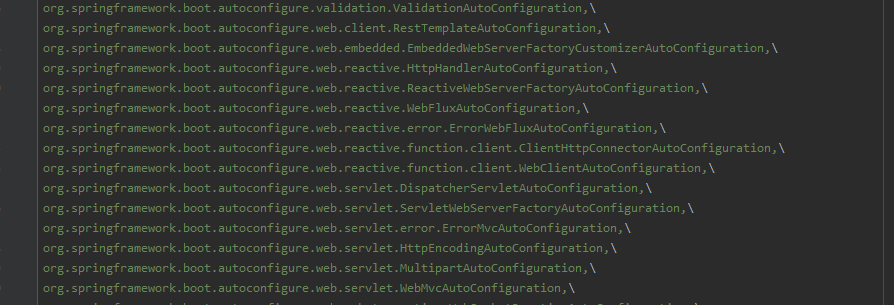 org.springframework.boot.autoconfigure.validation.ValidationAutoConfiguration,\
org.springframework.boot.autoconfigure.web.client.RestTemplateAutoConfiguration,\
org.springframework.boot.autoconfigure.web.embedded.EmbeddedWebServerFactoryCustomizerAutoConfiguration,\
org.springframework.boot.autoconfigure.web.reactive.HttpHandlerAutoConfiguration,\
org.springframework.boot.autoconfigure.web.reactive.ReactiveWebServerFactoryAutoConfiguration,\
org.springframework.boot.autoconfigure.web.reactive.WebFluxAutoConfiguration,\
org.springframework.boot.autoconfigure.web.reactive.error.ErrorWebFluxAutoConfiguration,\
org.springframework.boot.autoconfigure.web.reactive.function.client.ClientHttpConnectorAutoConfiguration,\
org.springframework.boot.autoconfigure.web.reactive.function.client.WebClientAutoConfiguration,\
org.springframework.boot.autoconfigure.web.servlet.DispatcherServletAutoConfiguration,\
org.springframework.boot.autoconfigure.web.servlet.ServletWebServerFactoryAutoConfiguration,\
org.springframework.boot.autoconfigure.web.servlet.error.ErrorMvcAutoConfiguration,\
org.springframework.boot.autoconfigure.web.servlet.HttpEncodingAutoConfiguration,\
org.springframework.boot.autoconfigure.web.servlet.MultipartAutoConfiguration,\
org.springframework.boot.autoconfigure.web.servlet.WebMvcAutoConfiguration,\